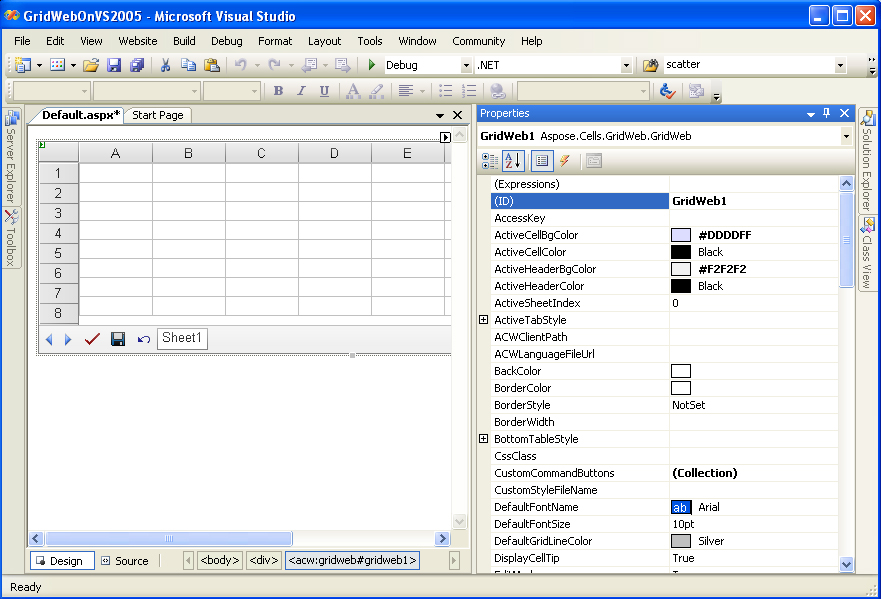 GridWebOnVS2005 - Microsoft Visual Studio
File Edit View Website Build Debug Format Layout Tools Window Community Help
Debug .NET scatter
B I U A
Server Explorer
Toolbox
Default.aspx* Start Page
A B C D E
1
2
3
4
5
6
7
8
Sheet1
Design Source <body> <div> <acw:gridweb#gridweb1>
Properties
GridWeb1 Aspose.Cells.GridWeb.GridWeb
(Expressions)
(ID) GridWeb1
AccessKey
ActiveCellBgColor #DDDDFF
ActiveCellColor Black
ActiveHeaderBgColor #F2F2F2
ActiveHeaderColor Black
ActiveSheetIndex 0
ActiveTabStyle
ACWClientPath
ACWLanguageFileUrl
BackColor
BorderColor
BorderStyle NotSet
BorderWidth
BottomTableStyle
CssClass
CustomCommandButtons (Collection)
CustomStyleFileName
DefaultFontName ab Arial
DefaultFontSize 10pt
DefaultGridLineColor Silver
DisplayCellTip True
Solution Explorer
Class View
Ready